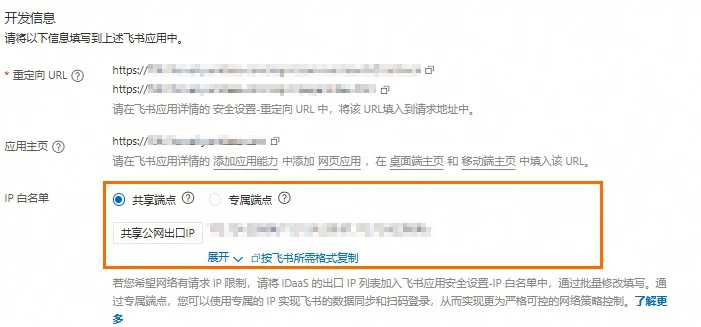 开发信息
请将以下信息填写到上述飞书应用中。
* 重定向 URL
https://
https://
请在飞书应用详情的 安全设置-重定向 URL 中，将该 URL填入到请求地址中。
应用主页
https://
请在飞书应用详情的 添加应用能力 中添加 网页应用 ，在 桌面端主页 和 移动端主页 中填入该 URL。
IP 白名单
共享端点 专属端点
共享公网出口IP
展开 按飞书所需格式复制
若您希望网络有请求 IP 限制，请将 IDaaS 的出口 IP 列表加入飞书应用安全设置-IP 白名单中，通过批量修改填写。通
过专属端点，您可以使用专属的 IP 实现飞书的数据同步和扫码登录，从而实现更为严格可控的网络策略控制。了解更
多